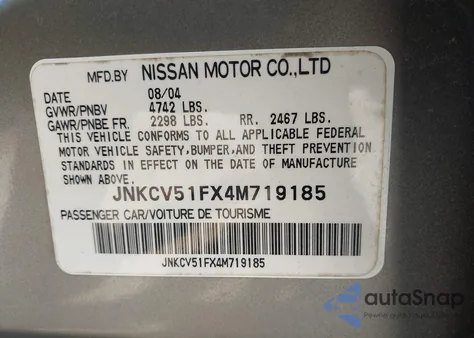 MFD.BY NISSAN MOTOR CO.,LTD
DATE 08/04
GVWR/PNBV 4742 LBS.
GAWR/PNBE FR. 2298 LBS. RR. 2467 LBS.
THIS VEHICLE CONFORMS TO ALL APPLICABLE FEDERAL
MOTOR VEHICLE SAFETY,BUMPER,AND THEFT PREVENTION
STANDARDS IN EFFECT ON THE DATE OF MANUFACTURE
SHOWN ABOVE.
JNKCV51FX4M719185
PASSENGER CAR/VOITURE DE TOURISME
JNKCV51FX4M719185
autoSnap